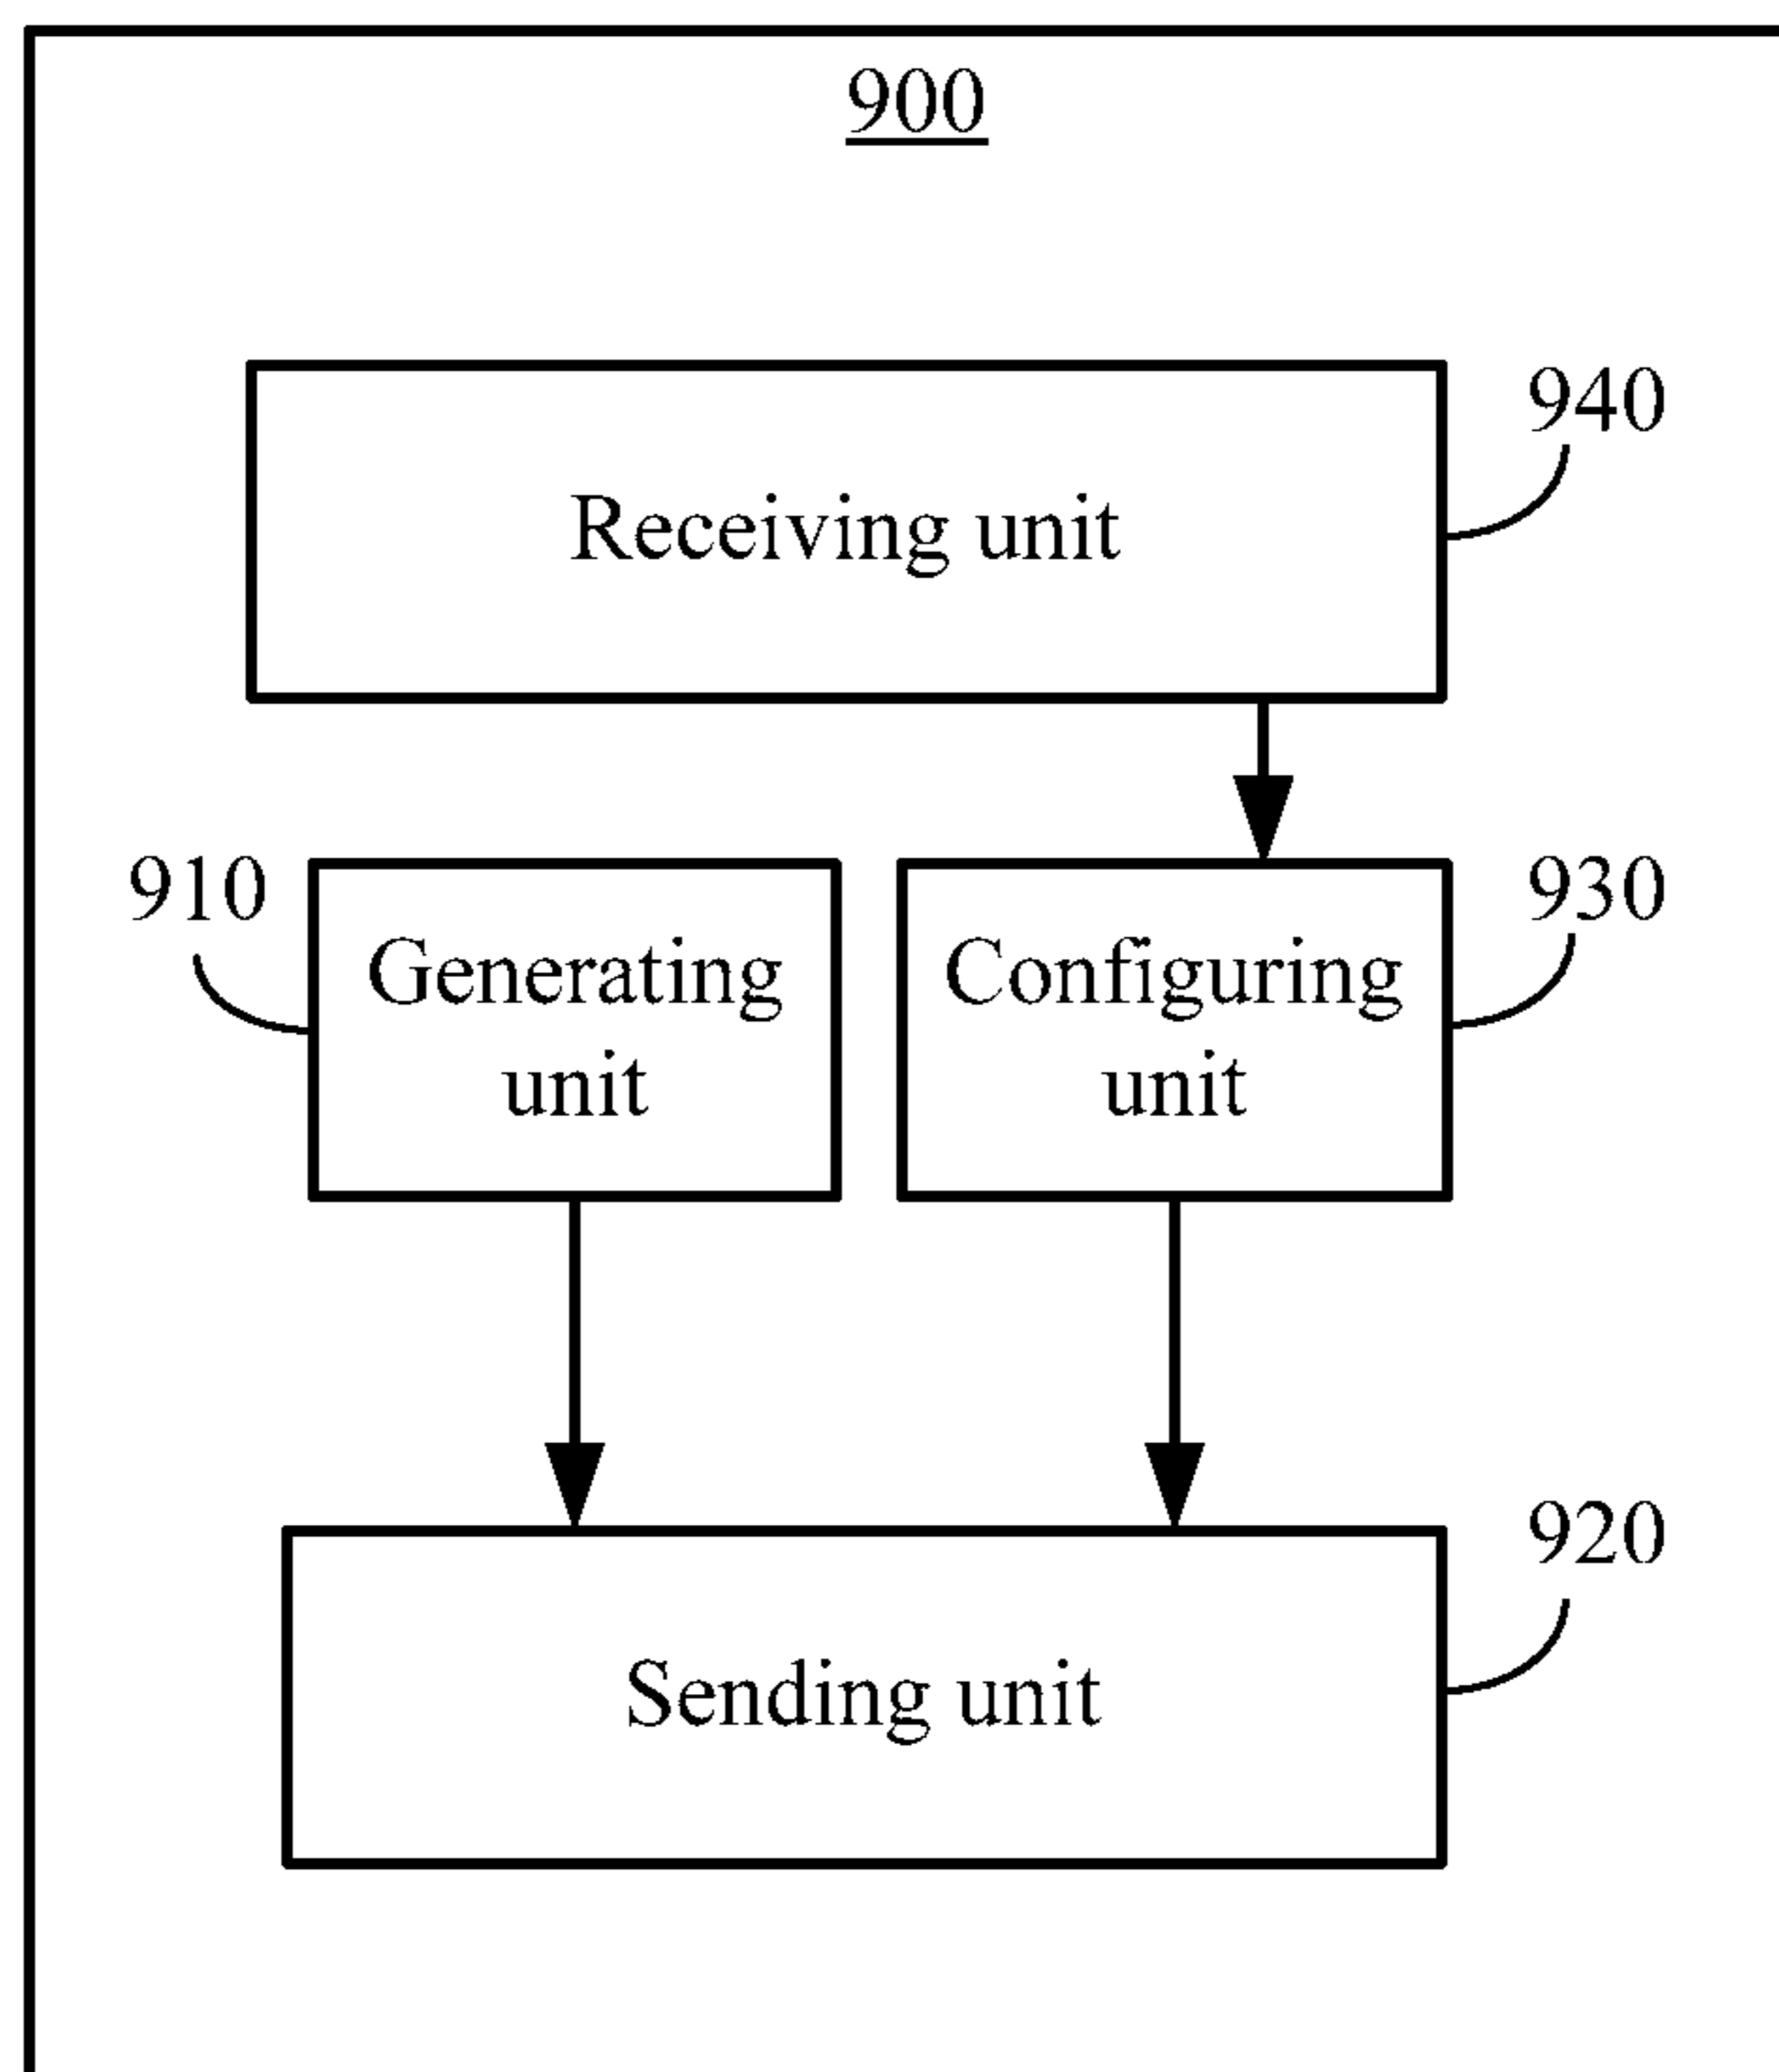 900
940
Receiving unit
910
930
Generating
unit
Configuring
unit
920
Sending unit